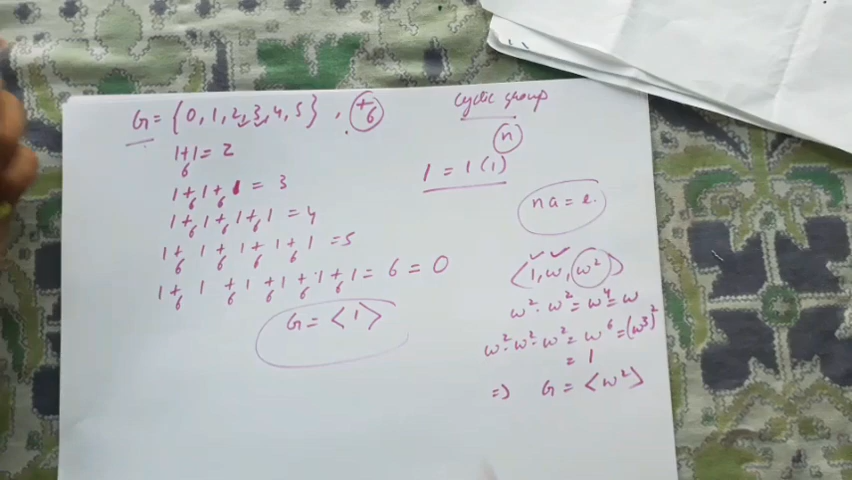 G = {0, 1, 2, 3, 4, 5} , +6
1 +6 1 = 2
1 +6 1 +6 1 = 3
1 +6 1 +6 1 +6 1 = 4
1 +6 1 +6 1 +6 1 +6 1 = 5
1 +6 1 +6 1 +6 1 +6 1 +6 1 = 6 = 0
G = <1>
Cyclic group
n
1 = 1(1)
na = e.
<1, ω, ω²>
ω²·ω² = ω⁴ = ω
ω²·ω²·ω² = ω⁶ = (ω³)²
= 1
=> G = <ω²>